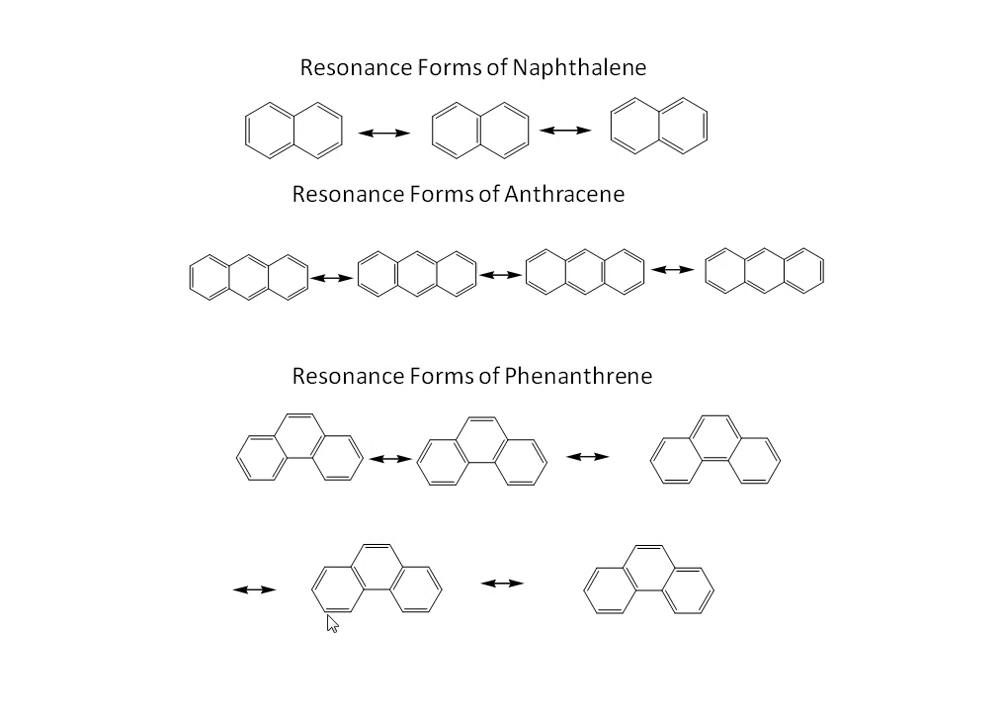 Resonance Forms of Naphthalene
Resonance Forms of Anthracene
Resonance Forms of Phenanthrene